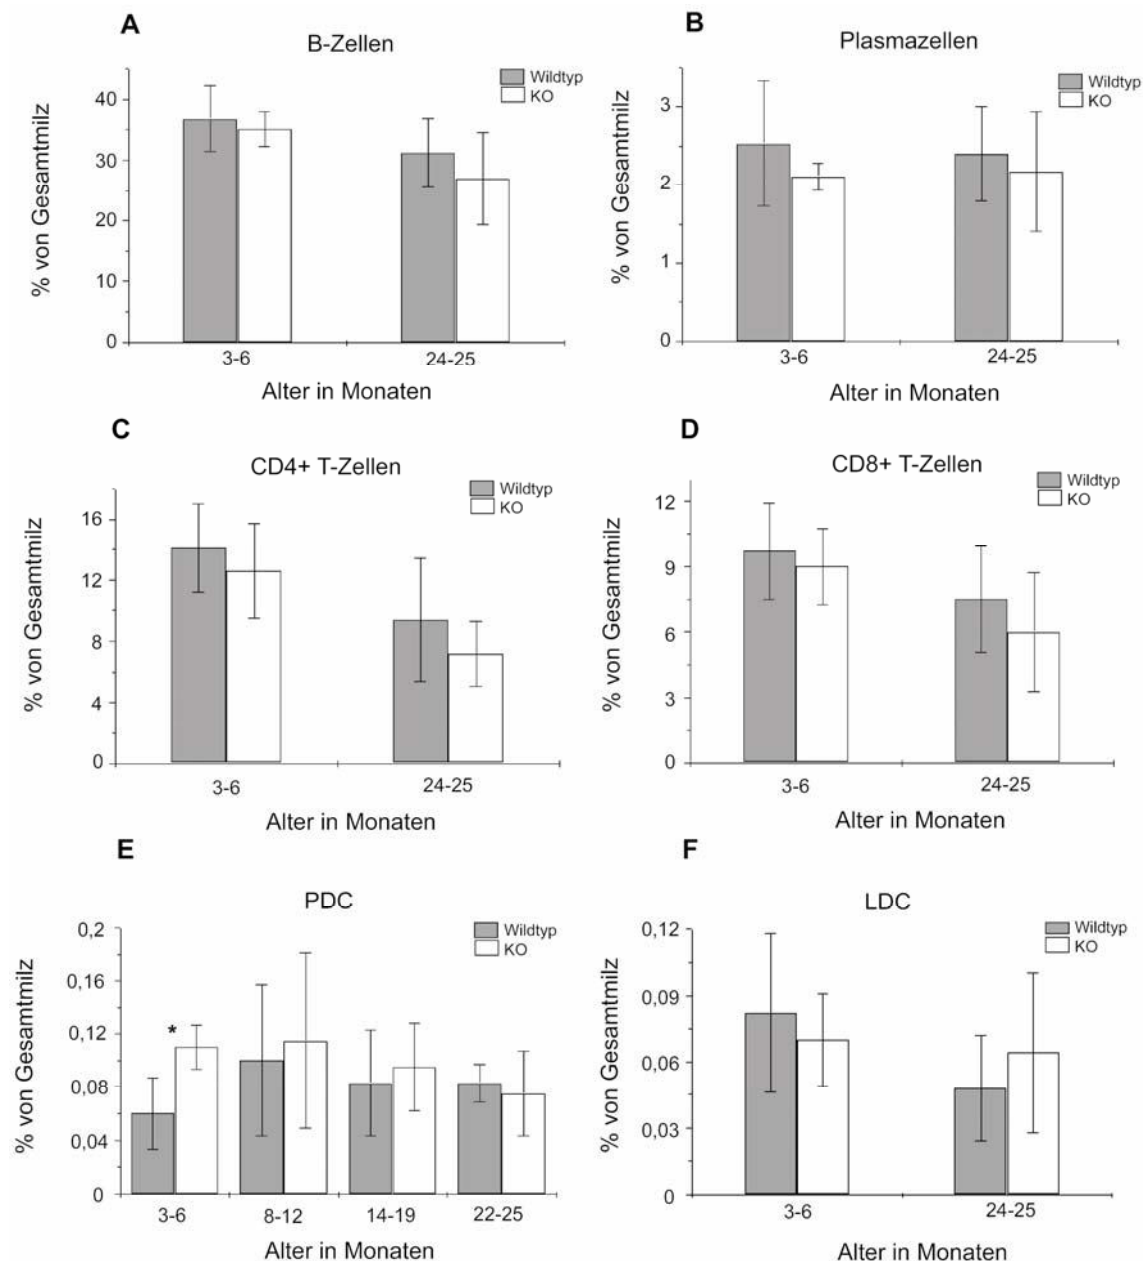 A
B-Zellen
Wildtyp
KO
% von Gesamtmilz
40
30
20
10
0
3-6
24-25
Alter in Monaten
B
Plasmazellen
Wildtyp
KO
% von Gesamtmilz
3
2
1
0
3-6
24-25
Alter in Monaten
C
CD4+ T-Zellen
Wildtyp
KO
% von Gesamtmilz
16
12
8
4
0
3-6
24-25
Alter in Monaten
D
CD8+ T-Zellen
Wildtyp
KO
% von Gesamtmilz
12
9
6
3
0
3-6
24-25
Alter in Monaten
E
PDC
Wildtyp
KO
% von Gesamtmilz
0,2
0,16
0,12
0,08
0,04
0
*
3-6
8-12
14-19
22-25
Alter in Monaten
F
LDC
Wildtyp
KO
% von Gesamtmilz
0,12
0,09
0,06
0,03
0
3-6
24-25
Alter in Monaten